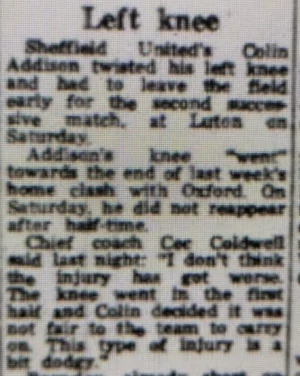 Left knee
Sheffield United's Colin
Addison twisted his left knee
and had to leave the field
early for the second succes-
sive match, at Luton on
Saturday.
Addison's knee "went"
towards the end of last week's
home clash with Oxford. On
Saturday, he did not reappear
after half-time.
Chief coach Cec Coldwell
said last night: "I don't think
the injury has got worse.
The knee went in the first
half and Colin decided it was
not fair to the team to carry
on. This type of injury is a
bit dodgy."
already short